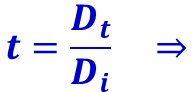 t = D_t / D_i ⇒